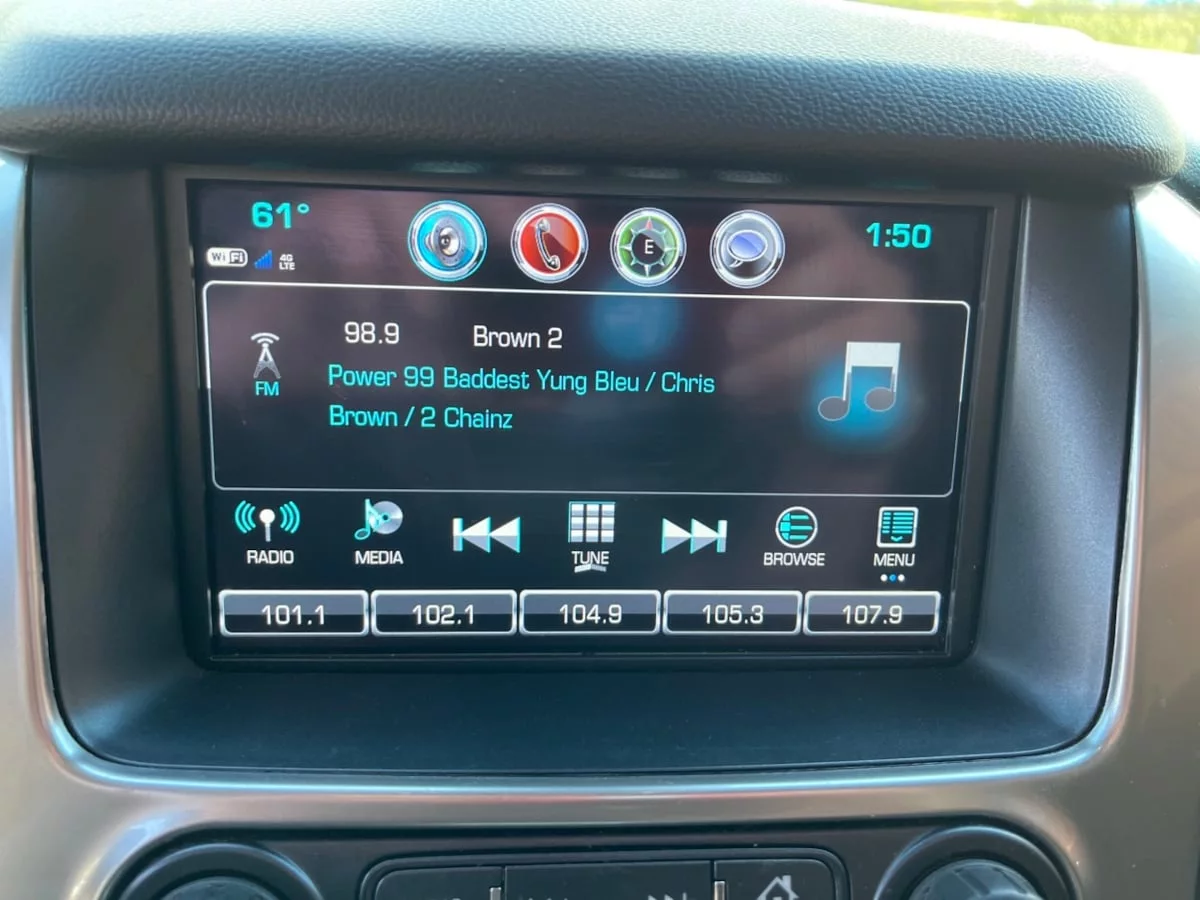 61°
1:50
WiFi 4G LTE
E
98.9 Brown 2
FM
Power 99 Baddest Yung Bleu / Chris
Brown / 2 Chainz
RADIO MEDIA TUNE BROWSE MENU
101.1 102.1 104.9 105.3 107.9